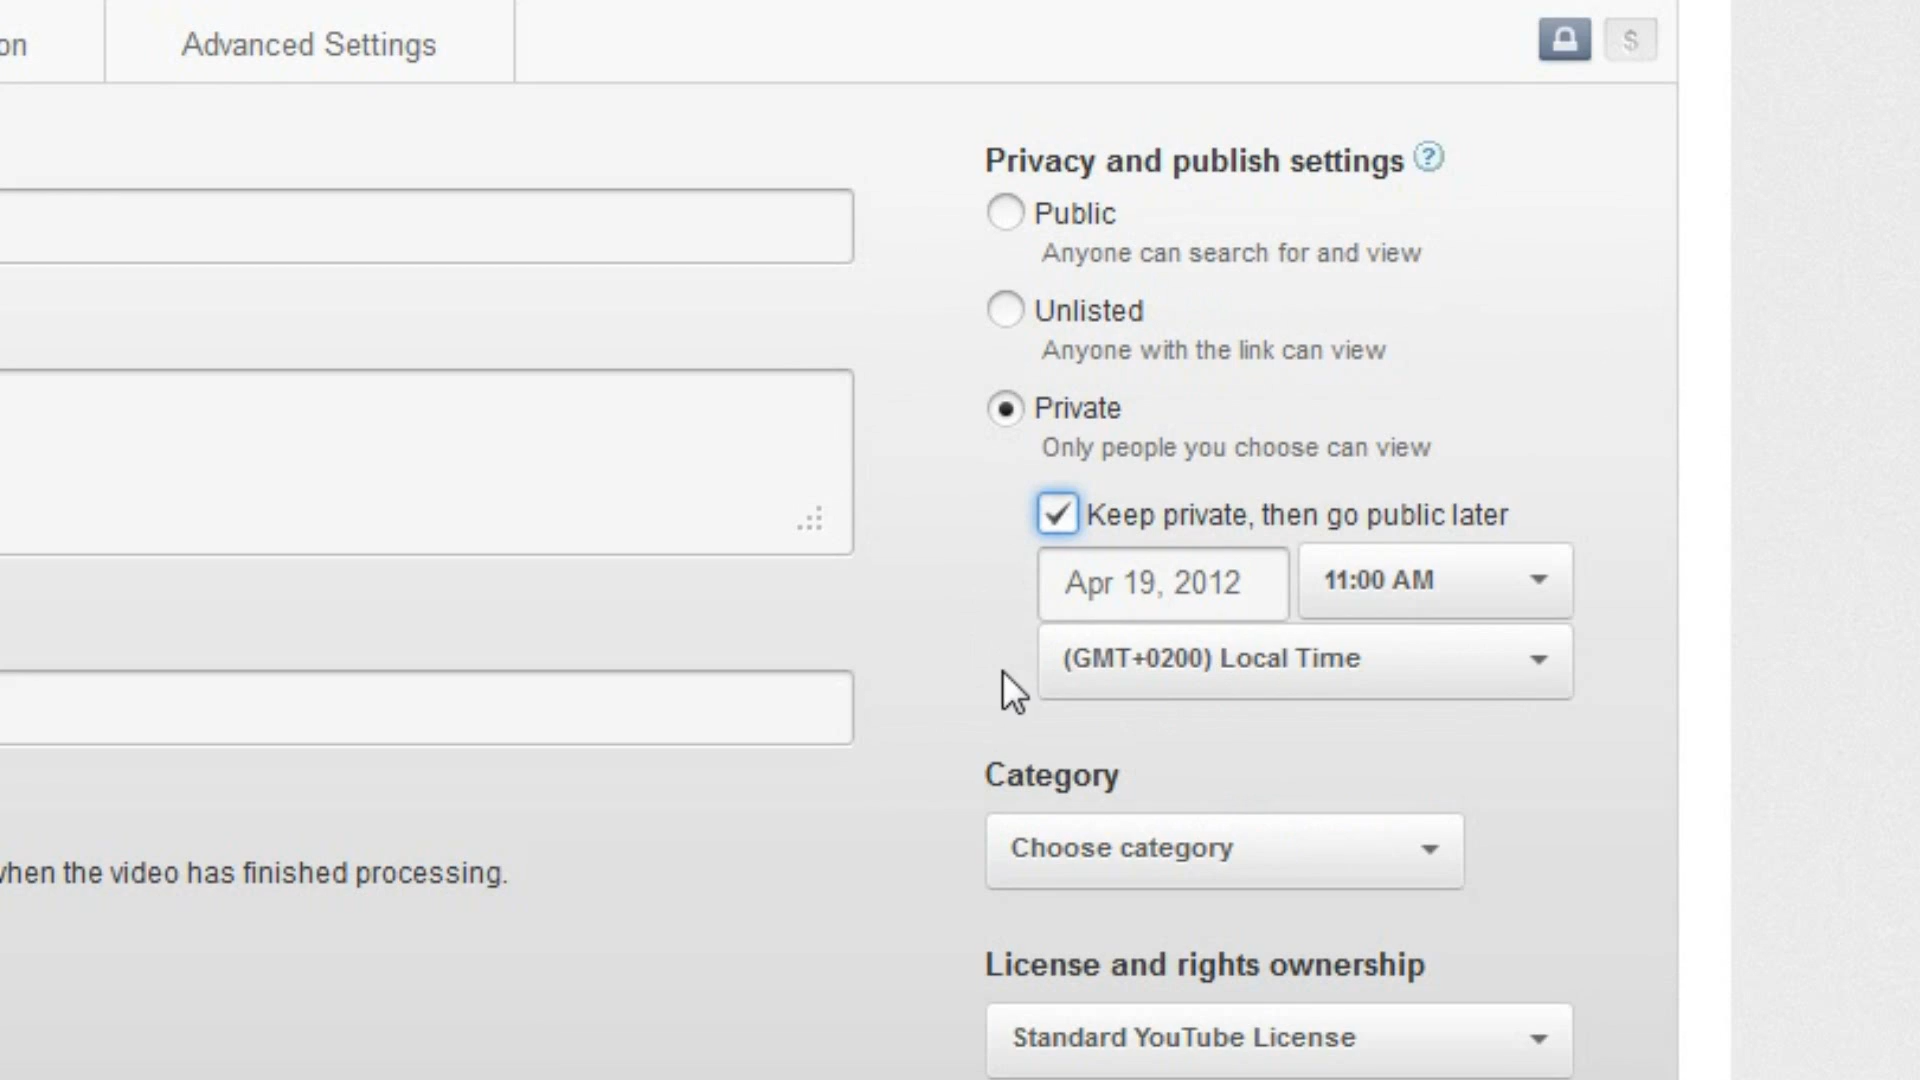 on
Advanced Settings
$
Privacy and publish settings ?
Public
Anyone can search for and view
Unlisted
Anyone with the link can view
Private
Only people you choose can view
Keep private, then go public later
Apr 19, 2012
11:00 AM
(GMT+0200) Local Time
Category
Choose category
when the video has finished processing.
License and rights ownership
Standard YouTube License